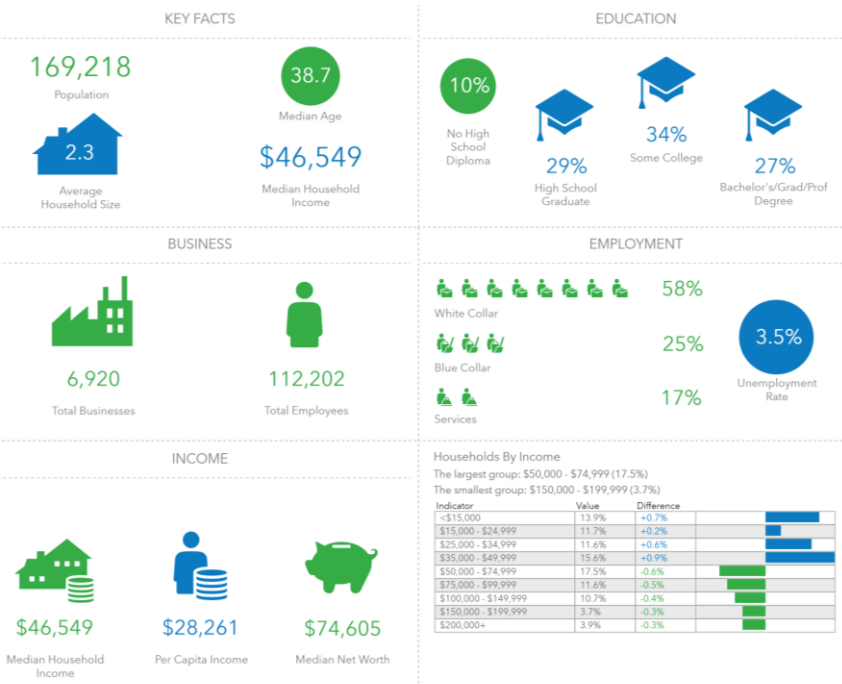 KEY FACTS
169,218
Population
38.7
Median Age
2.3
Average
Household Size
$46,549
Median Household
Income
EDUCATION
10%
No High
School
Diploma
29%
High School
Graduate
34%
Some College
27%
Bachelor's/Grad/Prof
Degree
BUSINESS
6,920
Total Businesses
112,202
Total Employees
EMPLOYMENT
58%
White Collar
25%
Blue Collar
17%
Services
3.5%
Unemployment
Rate
INCOME
$46,549
Median Household
Income
$28,261
Per Capita Income
$74,605
Median Net Worth
Households By Income
The largest group: $50,000 - $74,999 (17.5%)
The smallest group: $150,000 - $199,999 (3.7%)
Indicator Value Difference
<$15,000 13.9% +0.7%
$15,000 - $24,999 11.7% +0.2%
$25,000 - $34,999 11.6% +0.6%
$35,000 - $49,999 15.6% +0.9%
$50,000 - $74,999 17.5% -0.6%
$75,000 - $99,999 11.6% -0.5%
$100,000 - $149,999 10.7% -0.4%
$150,000 - $199,999 3.7% -0.3%
$200,000+ 3.9% -0.3%